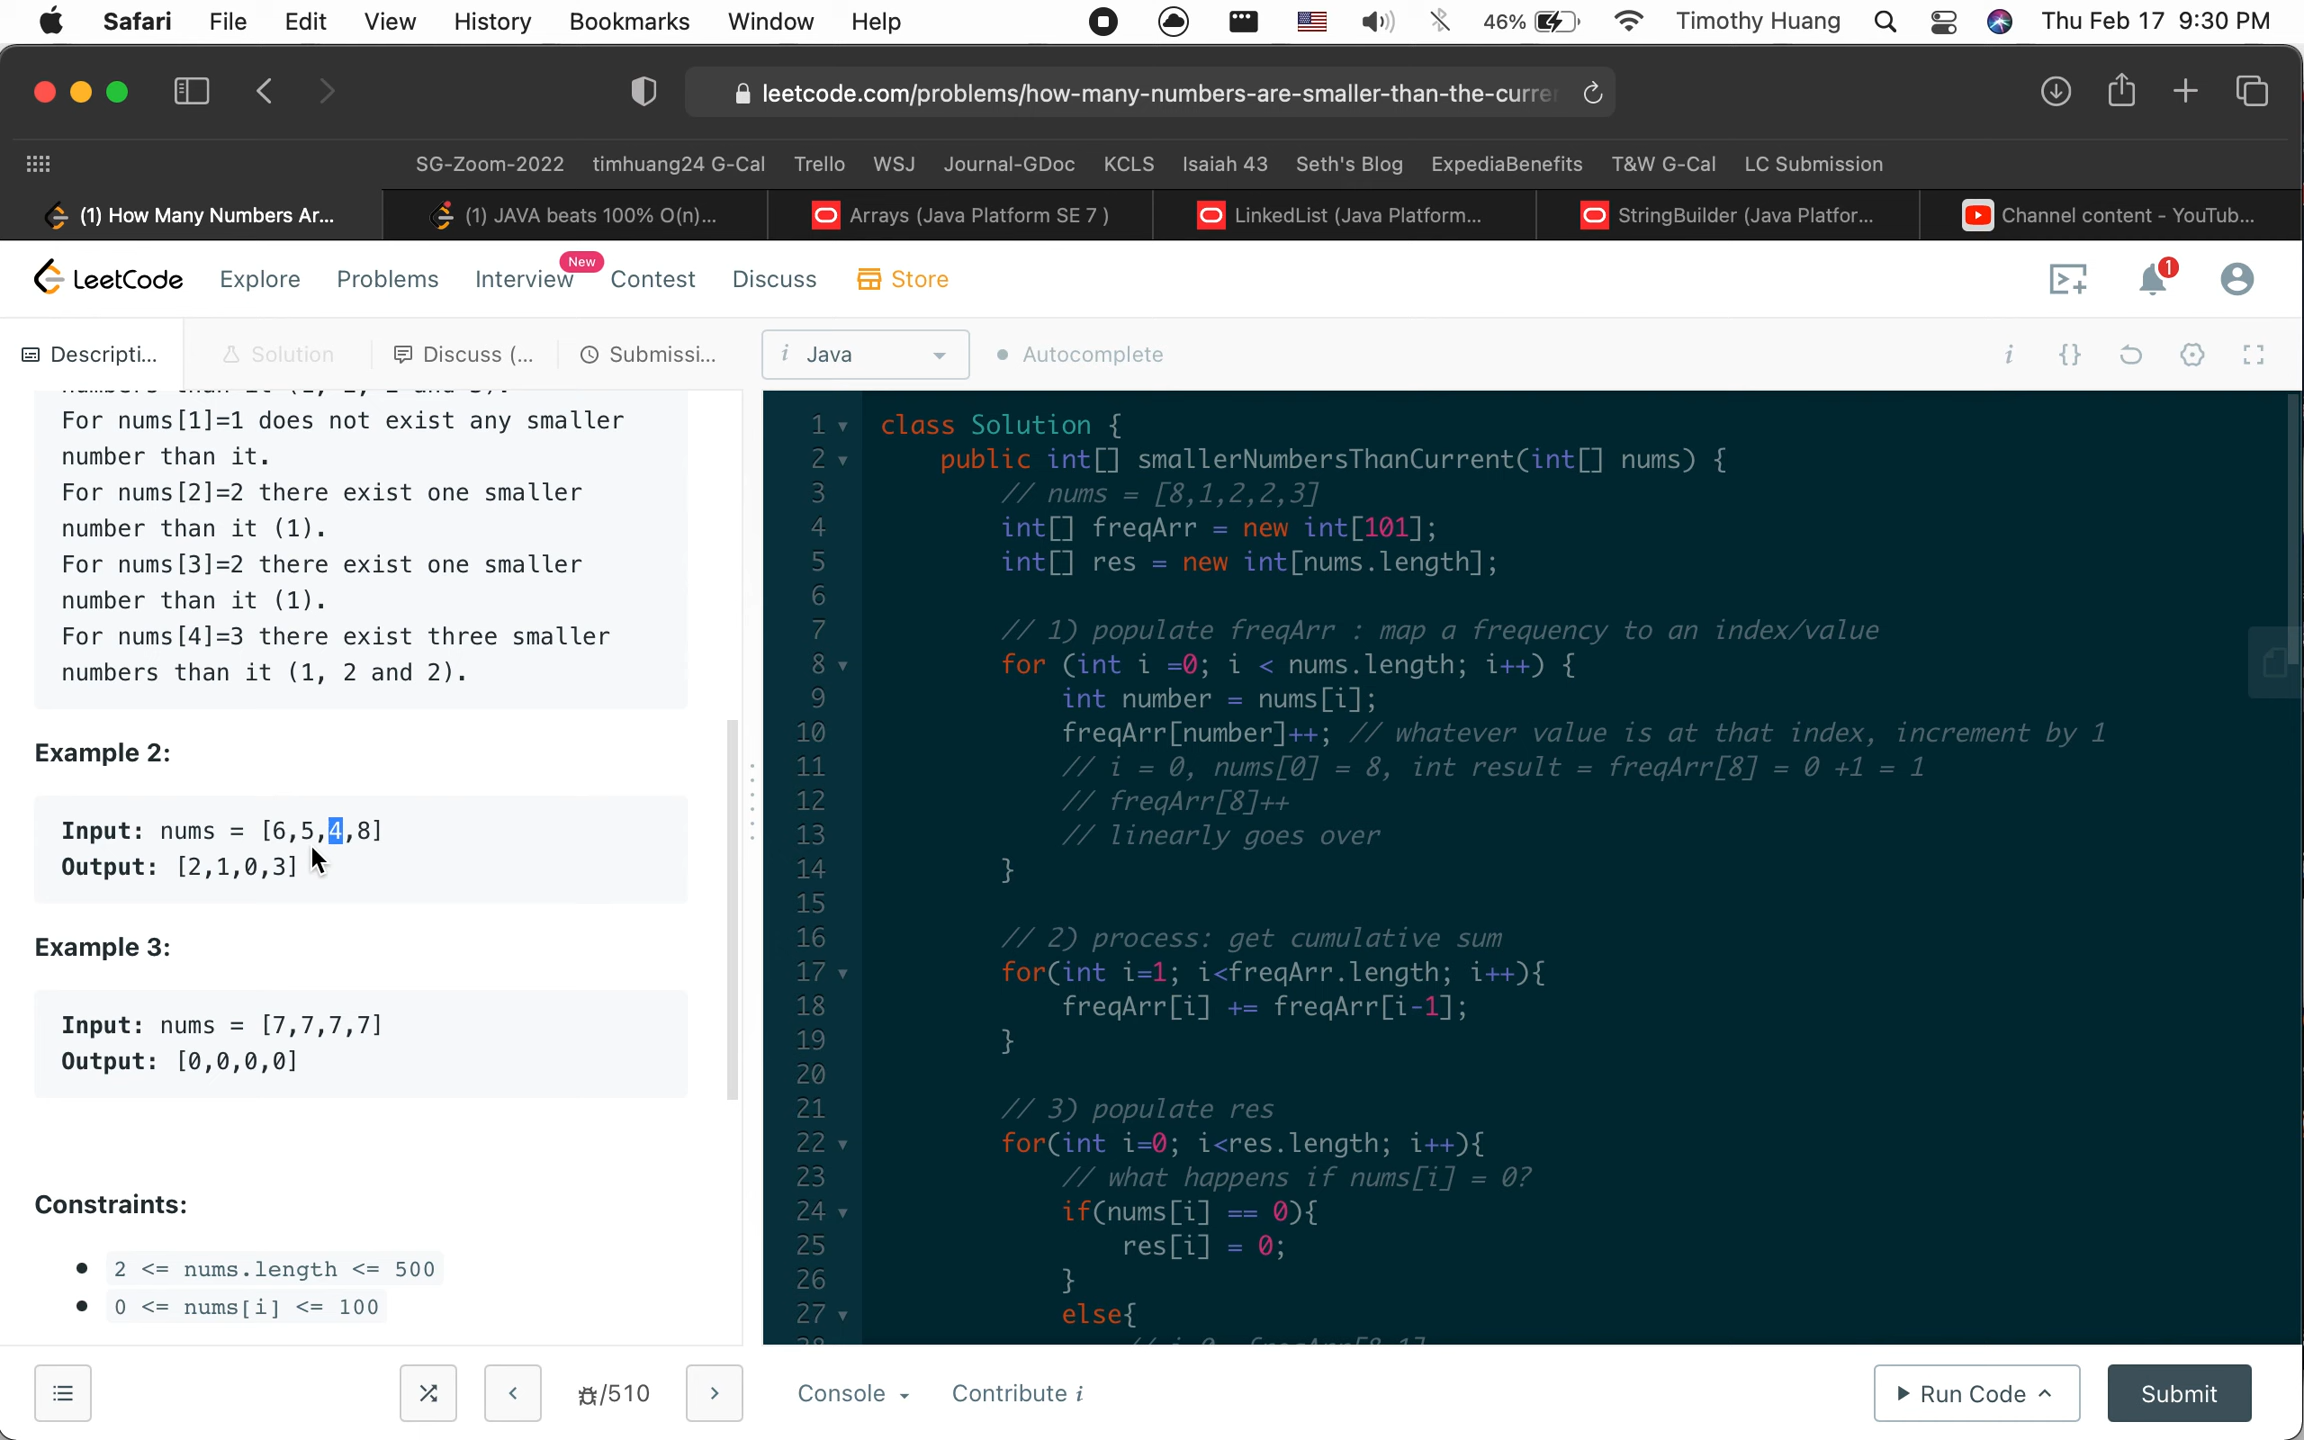 Safari File Edit View History Bookmarks Window Help 46% Timothy Huang Thu Feb 17 9:30 PM
leetcode.com/problems/how-many-numbers-are-smaller-than-the-curre
SG-Zoom-2022 timhuang24 G-Cal Trello WSJ Journal-GDoc KCLS Isaiah 43 Seth's Blog ExpediaBenefits T&W G-Cal LC Submission
(1) How Many Numbers Ar... (1) JAVA beats 100% O(n)... Arrays (Java Platform SE 7 ) LinkedList (Java Platform... StringBuilder (Java Platfor... Channel content - YouTub...
LeetCode Explore Problems Interview New Contest Discuss Store 1
Descripti... Solution Discuss (... Submissi... i Java Autocomplete i {}
For nums[1]=1 does not exist any smaller
number than it.
For nums[2]=2 there exist one smaller
number than it (1).
For nums[3]=2 there exist one smaller
number than it (1).
For nums[4]=3 there exist three smaller
numbers than it (1, 2 and 2).
Example 2:
Input: nums = [6,5,4,8]
Output: [2,1,0,3]
Example 3:
Input: nums = [7,7,7,7]
Output: [0,0,0,0]
Constraints:
2 <= nums.length <= 500
0 <= nums[i] <= 100
1 class Solution {
2 public int[] smallerNumbersThanCurrent(int[] nums) {
3 // nums = [8,1,2,2,3]
4 int[] freqArr = new int[101];
5 int[] res = new int[nums.length];
6
7 // 1) populate freqArr : map a frequency to an index/value
8 for (int i =0; i < nums.length; i++) {
9 int number = nums[i];
10 freqArr[number]++; // whatever value is at that index, increment by 1
11 // i = 0, nums[0] = 8, int result = freqArr[8] = 0 +1 = 1
12 // freqArr[8]++
13 // linearly goes over
14 }
15
16 // 2) process: get cumulative sum
17 for(int i=1; i<freqArr.length; i++){
18 freqArr[i] += freqArr[i-1];
19 }
20
21 // 3) populate res
22 for(int i=0; i<res.length; i++){
23 // what happens if nums[i] = 0?
24 if(nums[i] == 0){
25 res[i] = 0;
26 }
27 else{
/510 Console Contribute i Run Code Submit